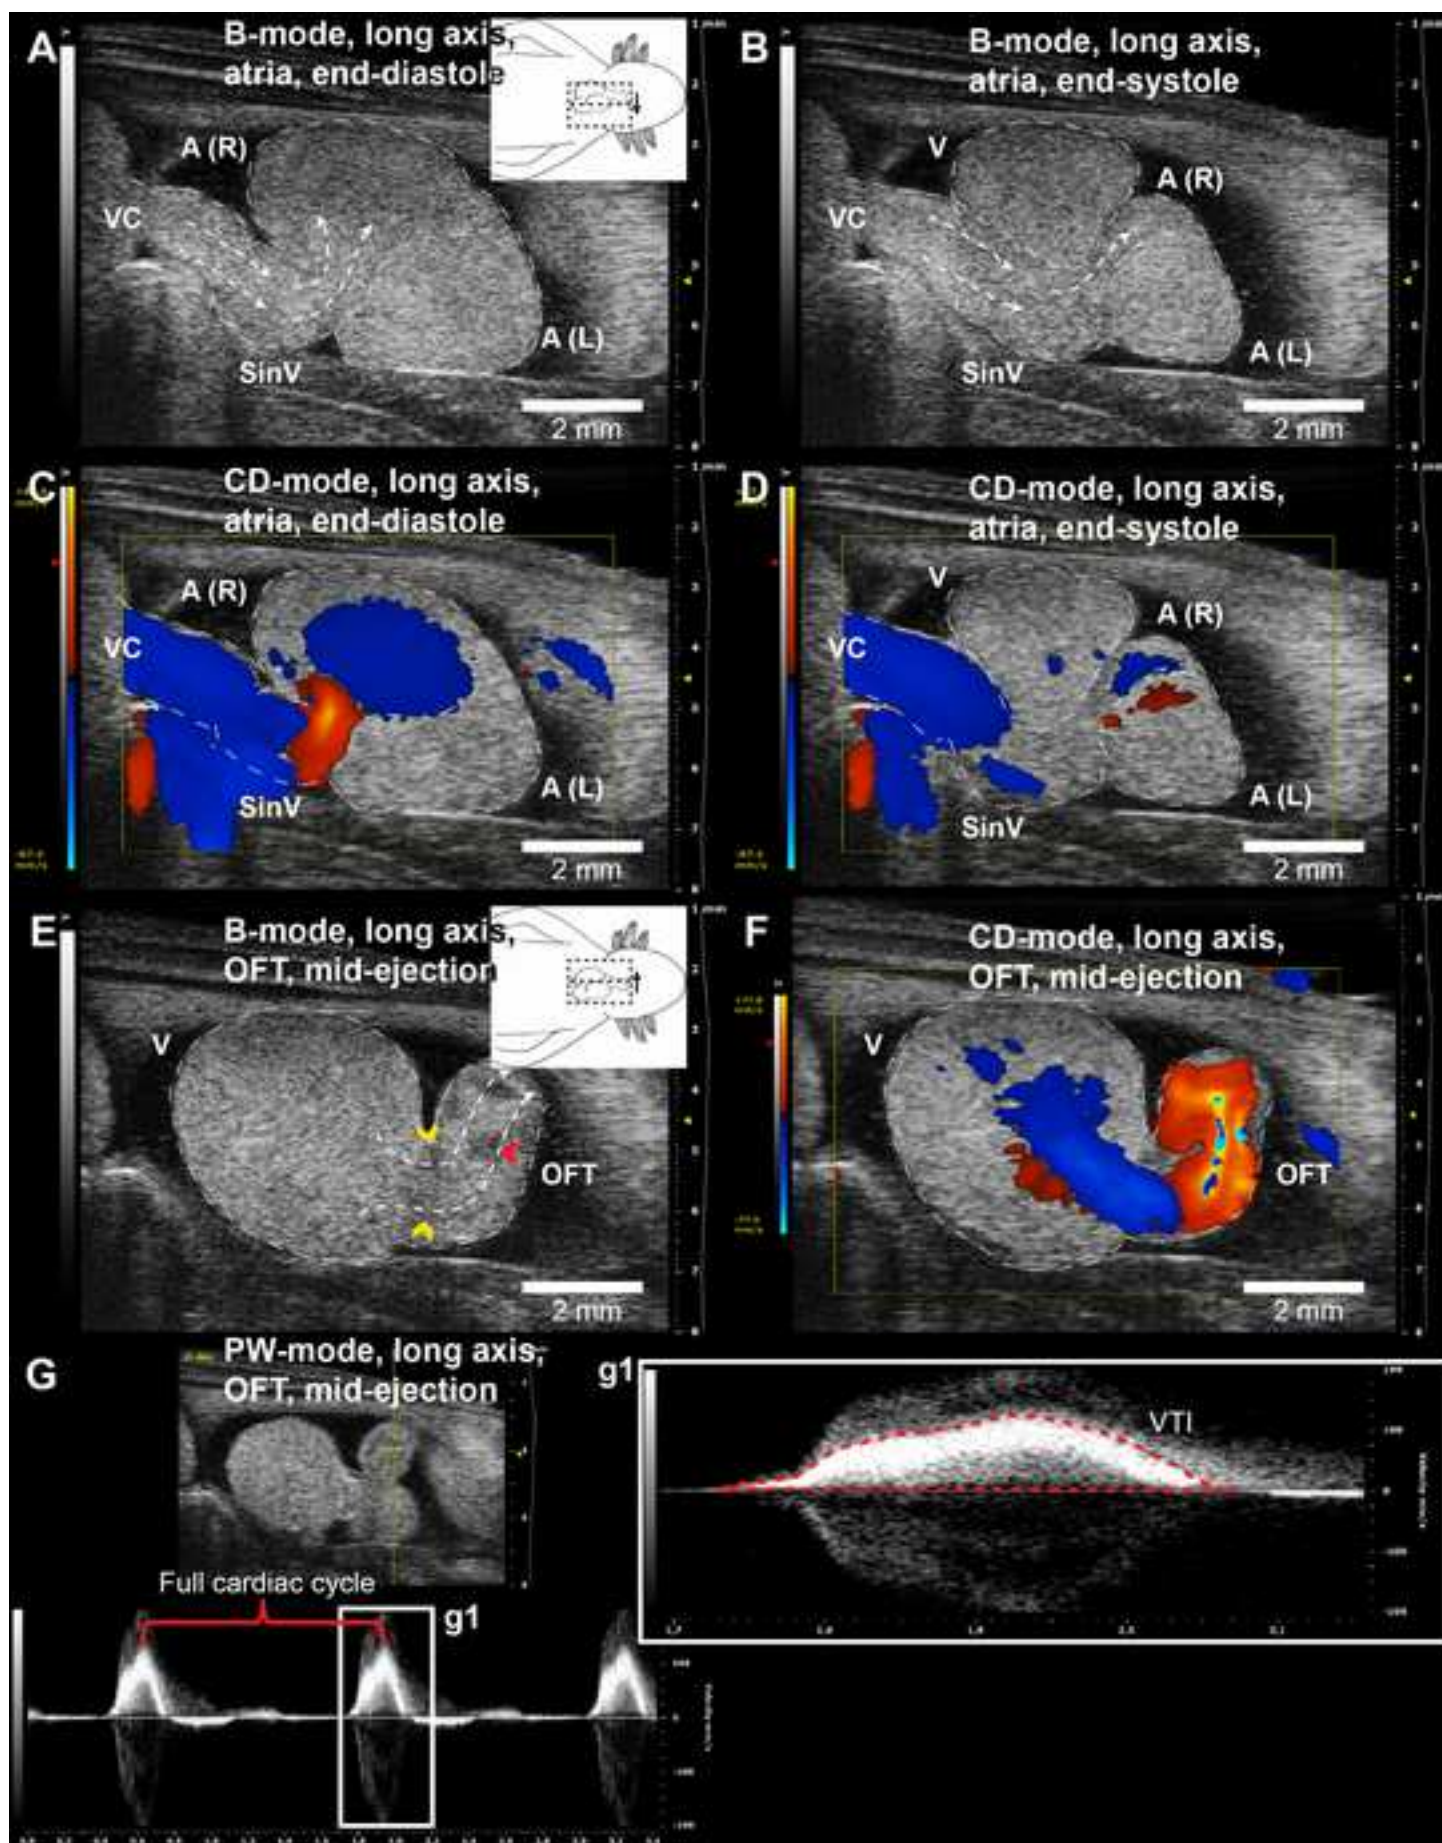 A
B-mode, long axis,
atria, end-diastole
A (R)
VC
SinV
A (L)
2 mm
B
B-mode, long axis,
atria, end-systole
1 mm
V
A (R)
VC
SinV
A (L)
2 mm
C
CD-mode, long axis,
atria, end-diastole
A (R)
VC
SinV
A (L)
2 mm
D
CD-mode, long axis,
atria, end-systole
V
A (R)
VC
SinV
A (L)
2 mm
E
B-mode, long axis,
OFT, mid-ejection
V
OFT
2 mm
F
CD-mode, long axis,
OFT, mid-ejection
V
OFT
2 mm
G
PW-mode, long axis,
OFT, mid-ejection
Full cardiac cycle
g1
g1
VTI